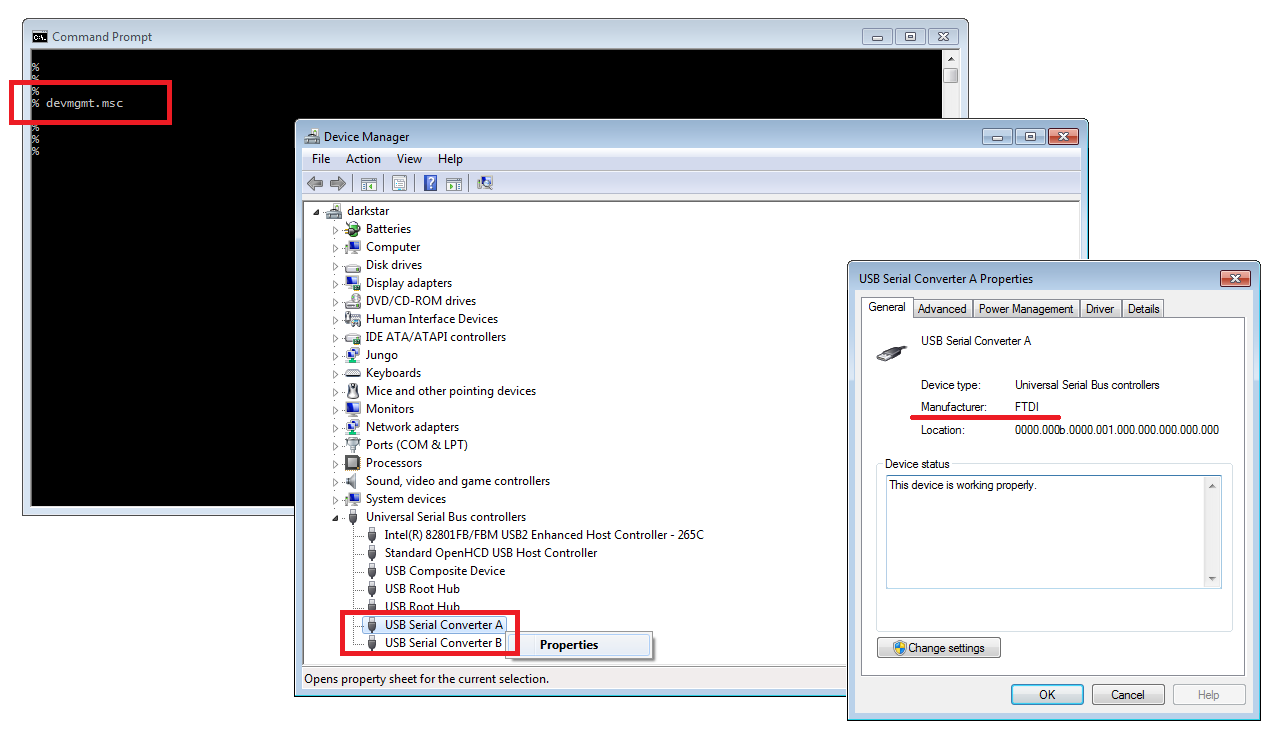 Command Prompt
%
%
%
% devmgmt.msc
%
%
%
Device Manager
File Action View Help
darkstar
Batteries
Computer
Disk drives
Display adapters
DVD/CD-ROM drives
Human Interface Devices
IDE ATA/ATAPI controllers
Jungo
Keyboards
Mice and other pointing devices
Monitors
Network adapters
Ports (COM & LPT)
Processors
Sound, video and game controllers
System devices
Universal Serial Bus controllers
Intel(R) 82801FB/FBM USB2 Enhanced Host Controller - 265C
Standard OpenHCD USB Host Controller
USB Composite Device
USB Root Hub
USB Root Hub
USB Serial Converter A
USB Serial Converter B
Properties
Opens property sheet for the current selection.
USB Serial Converter A Properties
General Advanced Power Management Driver Details
USB Serial Converter A
Device type: Universal Serial Bus controllers
Manufacturer: FTDI
Location: 0000.000b.0000.001.000.000.000.000.000
Device status
This device is working properly.
Change settings
OK Cancel Help